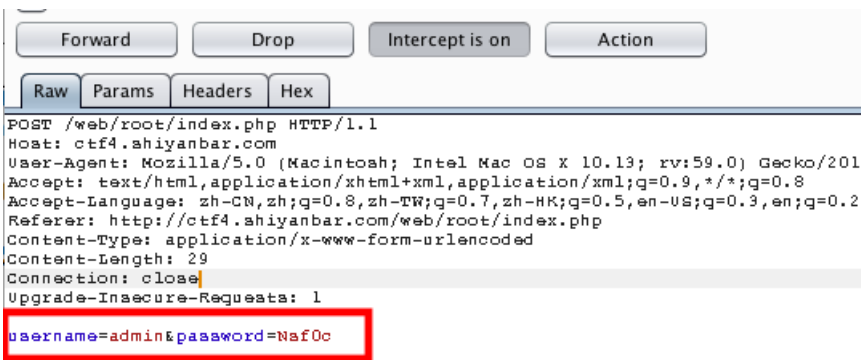 Forward Drop Intercept is on Action
Raw Params Headers Hex
POST /web/root/index.php HTTP/1.1
Host: ctf4.shiyanbar.com
User-Agent: Mozilla/5.0 (Macintosh; Intel Mac OS X 10.13; rv:59.0) Gecko/201
Accept: text/html,application/xhtml+xml,application/xml;q=0.9,*/*;q=0.8
Accept-Language: zh-CN,zh;q=0.8,zh-TW;q=0.7,zh-HK;q=0.5,en-US;q=0.3,en;q=0.2
Referer: http://ctf4.shiyanbar.com/web/root/index.php
Content-Type: application/x-www-form-urlencoded
Content-Length: 29
Connection: close
Upgrade-Insecure-Requests: 1
username=admin&password=Nsf0c